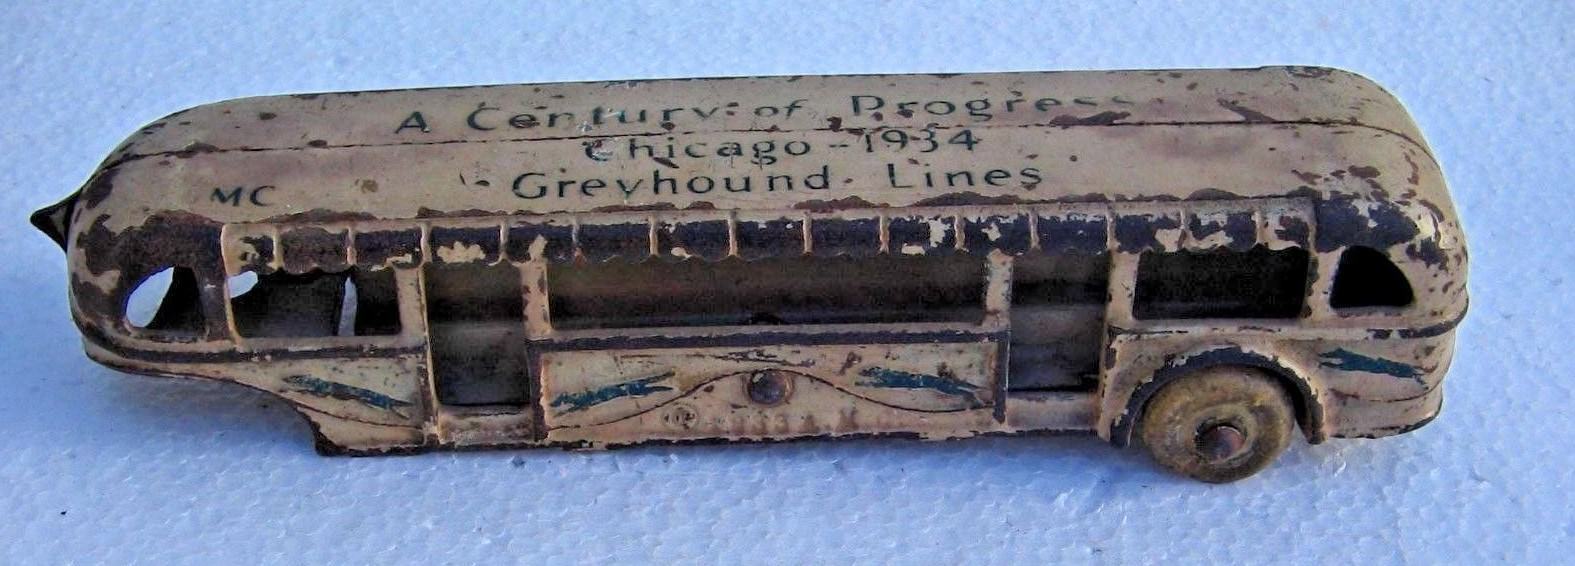 A Century of Progress
Chicago-1934
MC
Greyhound Lines